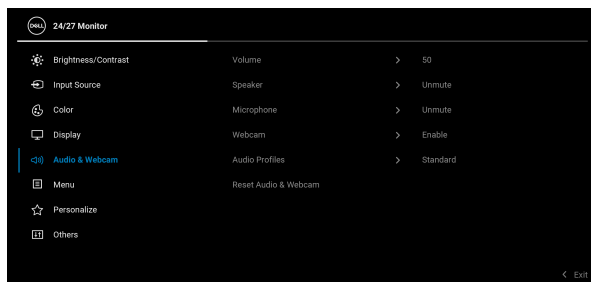 DELL 24/27 Monitor
Brightness/Contrast Volume > 50
Input Source Speaker > Unmute
Color Microphone > Unmute
Display Webcam > Enable
Audio & Webcam Audio Profiles > Standard
Menu Reset Audio & Webcam
Personalize
Others
< Exit